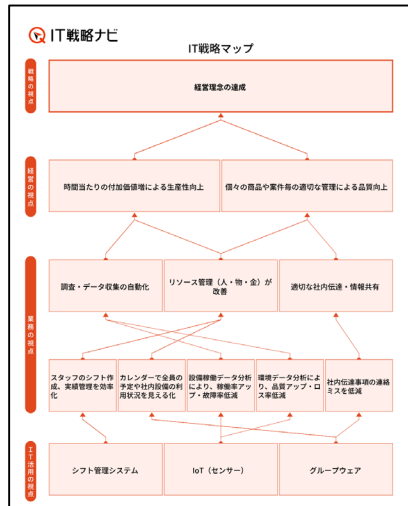 IT戦略ナビ
IT戦略マップ
戦略の視点
経営理念の達成
経営の視点
時間当たりの付加価値増による生産性向上
個々の商品や案件毎の適切な管理による品質向上
業務の視点
調査・データ収集の自動化
リソース管理（人・物・金）が
改善
適切な社内伝達・情報共有
スタッフのシフト作
成、実績管理を効率
化
カレンダーで全員の
予定や社内設備の利
用状況を見える化
設備稼働データ分析
により、稼働率アッ
プ・故障率低減
環境データ分析によ
り、品質アップ・ロ
ス率低減
社内伝達事項の連絡
ミスを低減
IT活用の視点
シフト管理システム
IoT（センサー）
グループウェア